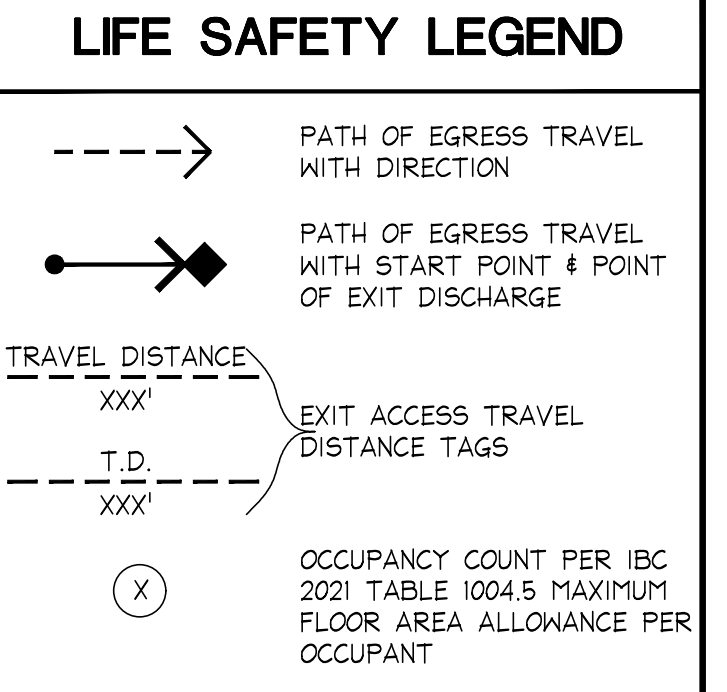 LIFE SAFETY LEGEND
PATH OF EGRESS TRAVEL
WITH DIRECTION
PATH OF EGRESS TRAVEL
WITH START POINT & POINT
OF EXIT DISCHARGE
TRAVEL DISTANCE
XXX'
T.D.
XXX'
EXIT ACCESS TRAVEL
DISTANCE TAGS
X
OCCUPANCY COUNT PER IBC
2021 TABLE 1004.5 MAXIMUM
FLOOR AREA ALLOWANCE PER
OCCUPANT